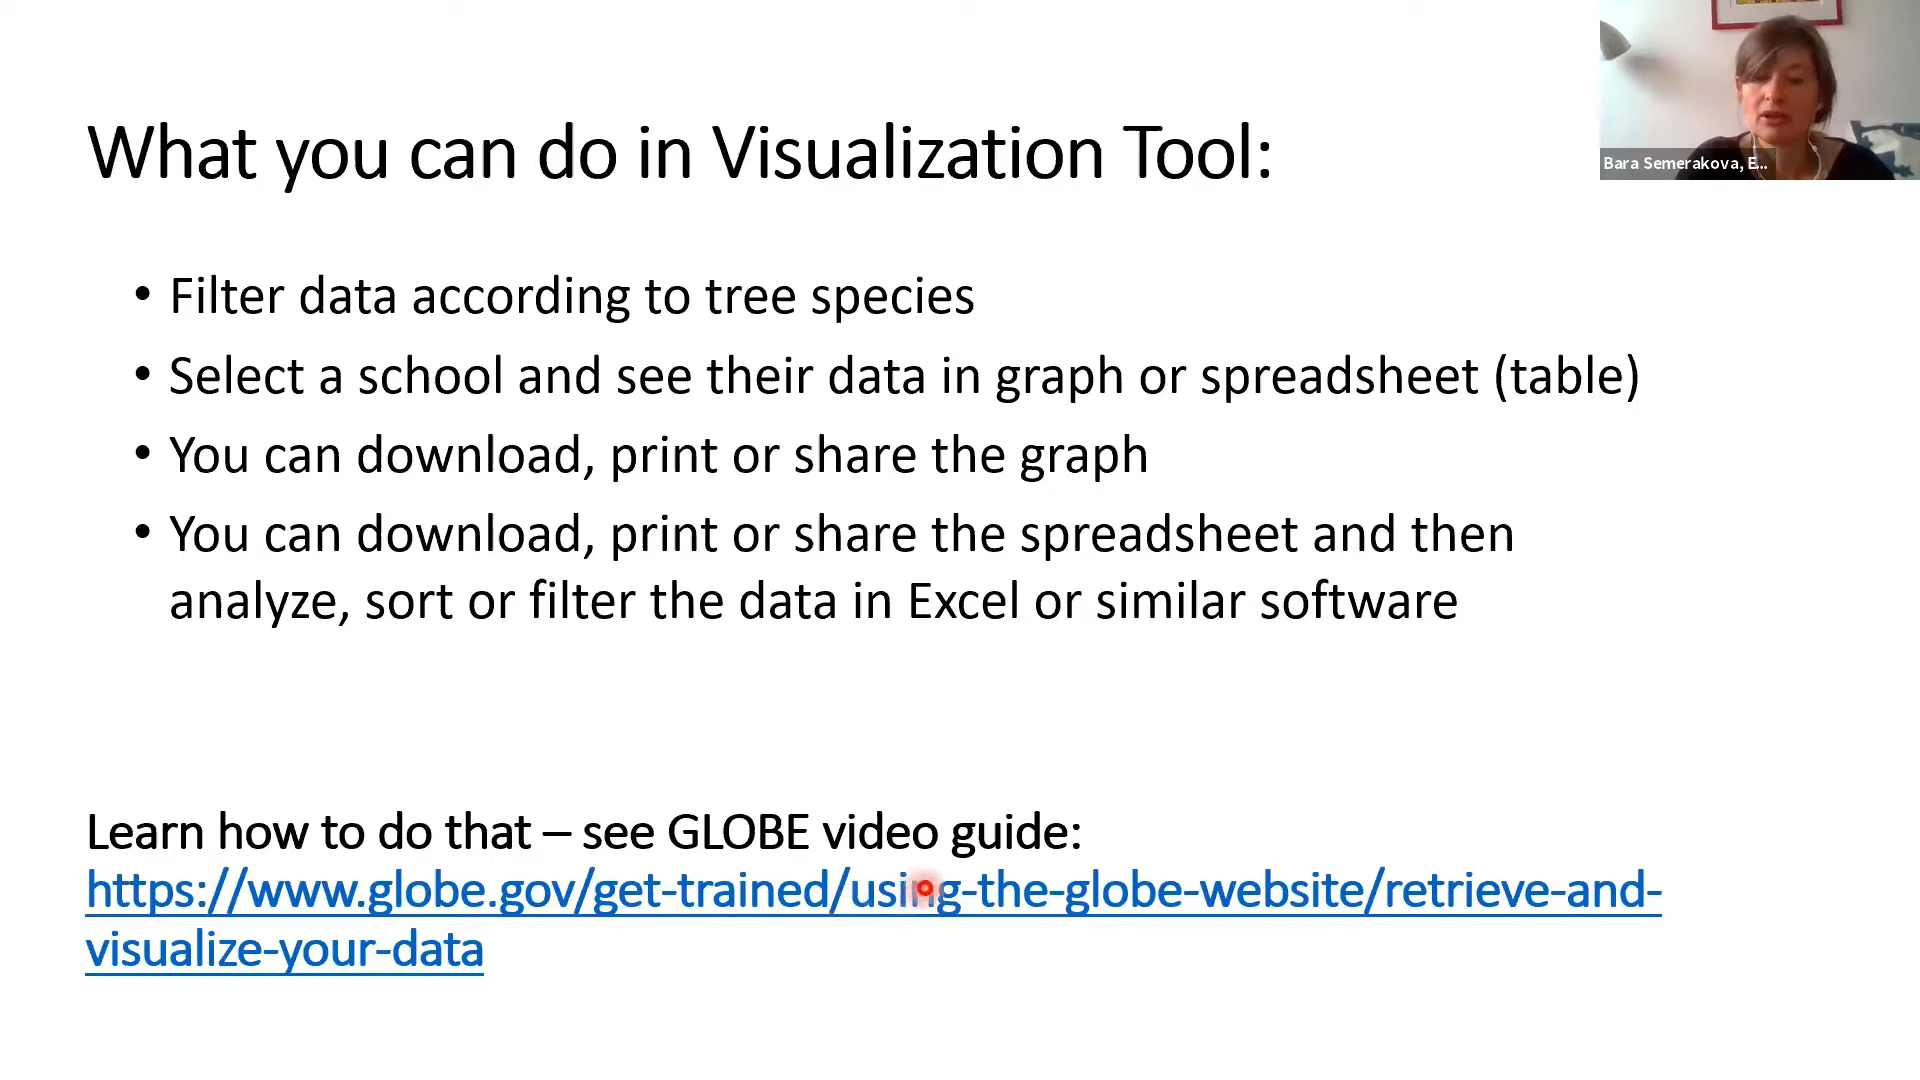 What you can do in Visualization Tool:
Bara Semerakova, E...
• Filter data according to tree species
• Select a school and see their data in graph or spreadsheet (table)
• You can download, print or share the graph
• You can download, print or share the spreadsheet and then
analyze, sort or filter the data in Excel or similar software
Learn how to do that – see GLOBE video guide:
https://www.globe.gov/get-trained/using-the-globe-website/retrieve-and-
visualize-your-data